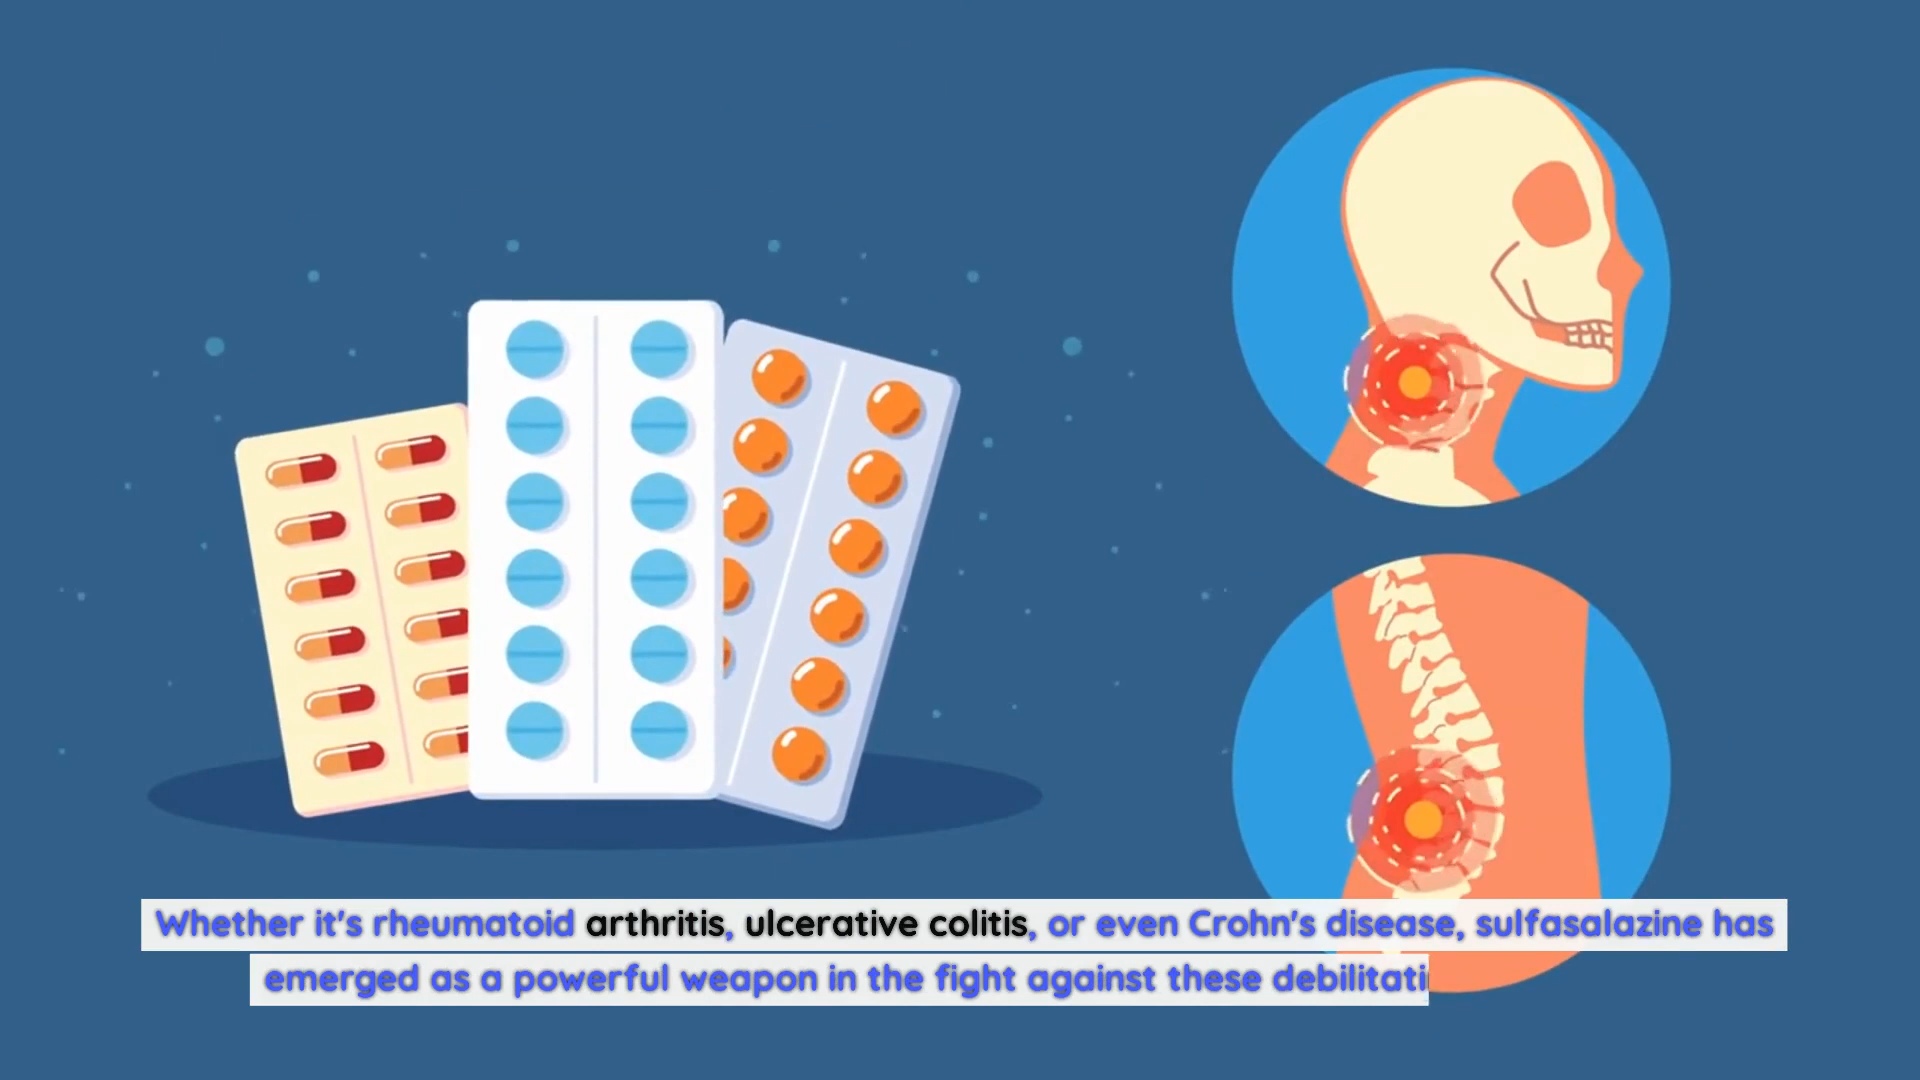 Whether it's rheumatoid arthritis, ulcerative colitis, or even Crohn's disease, sulfasalazine has
emerged as a powerful weapon in the fight against these debilitati